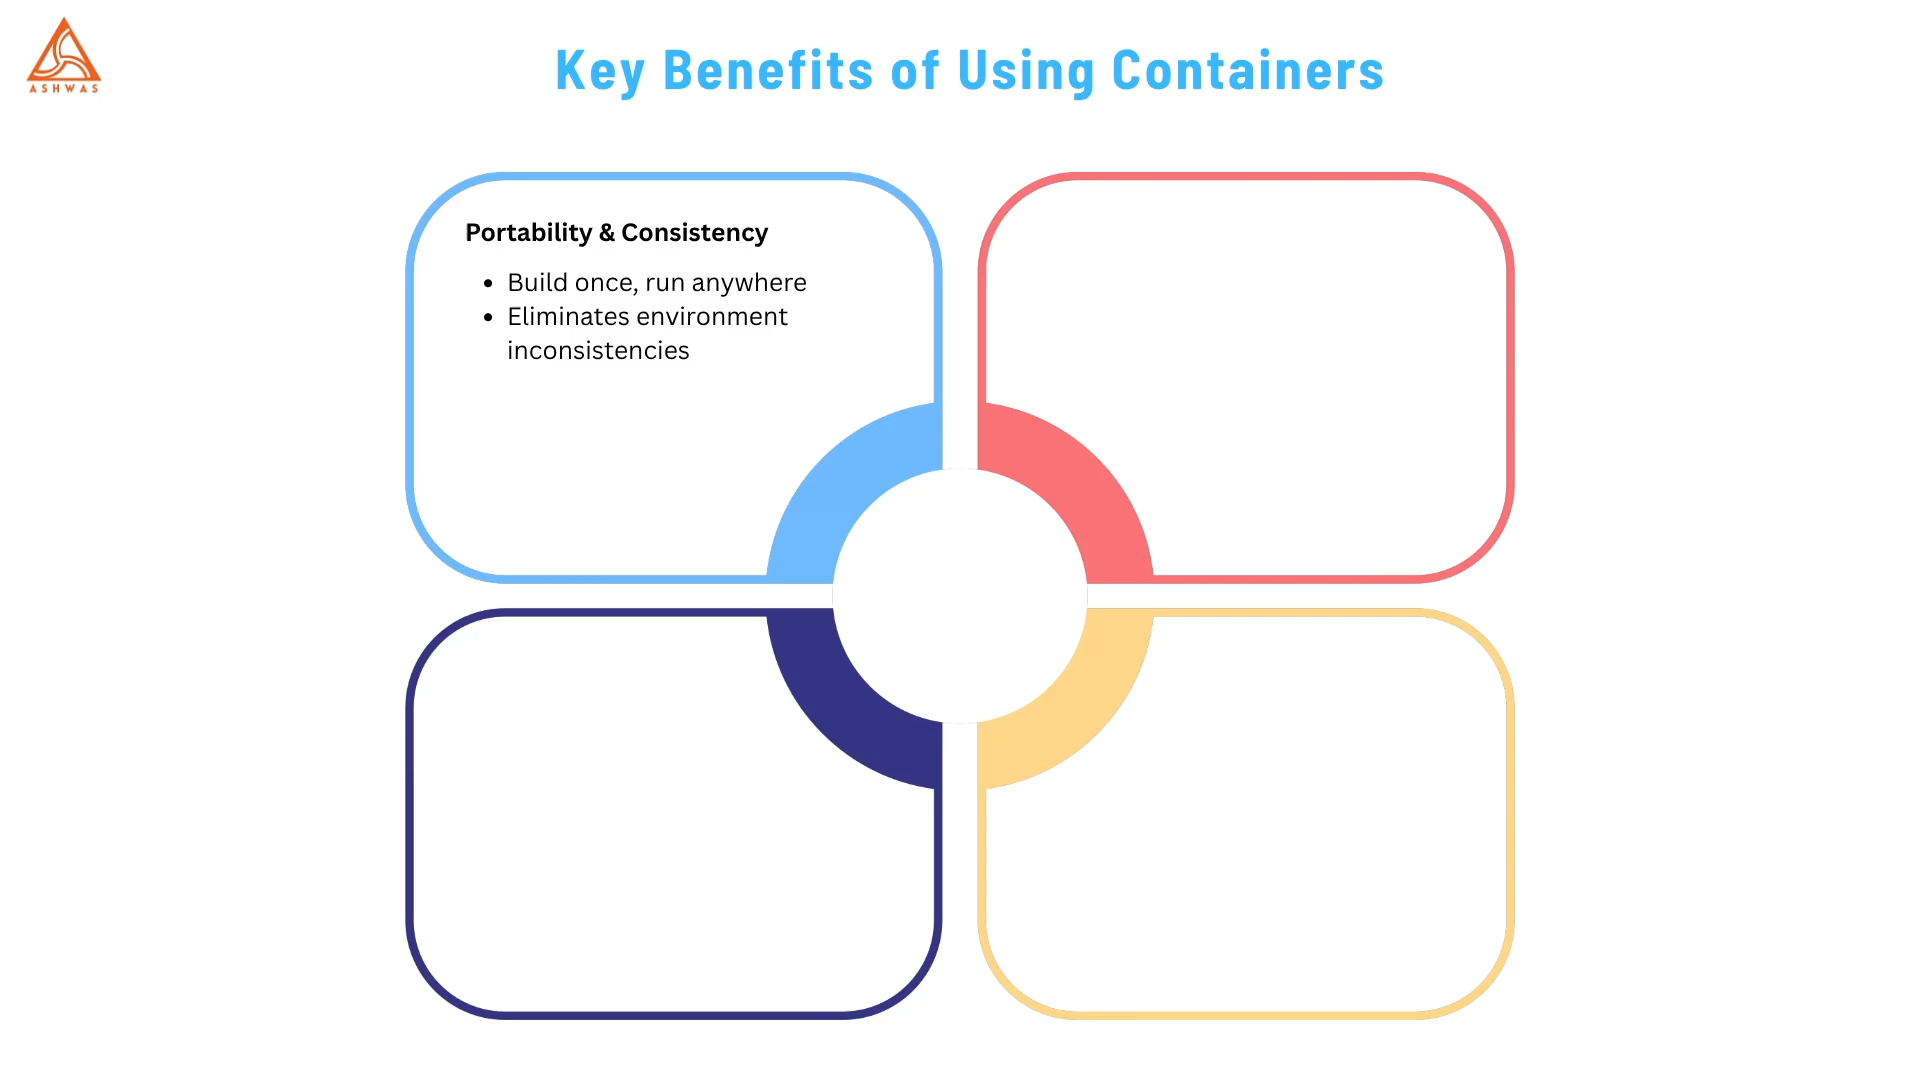 ASHWAS
Key Benefits of Using Containers
Portability & Consistency
• Build once, run anywhere
• Eliminates environment
inconsistencies